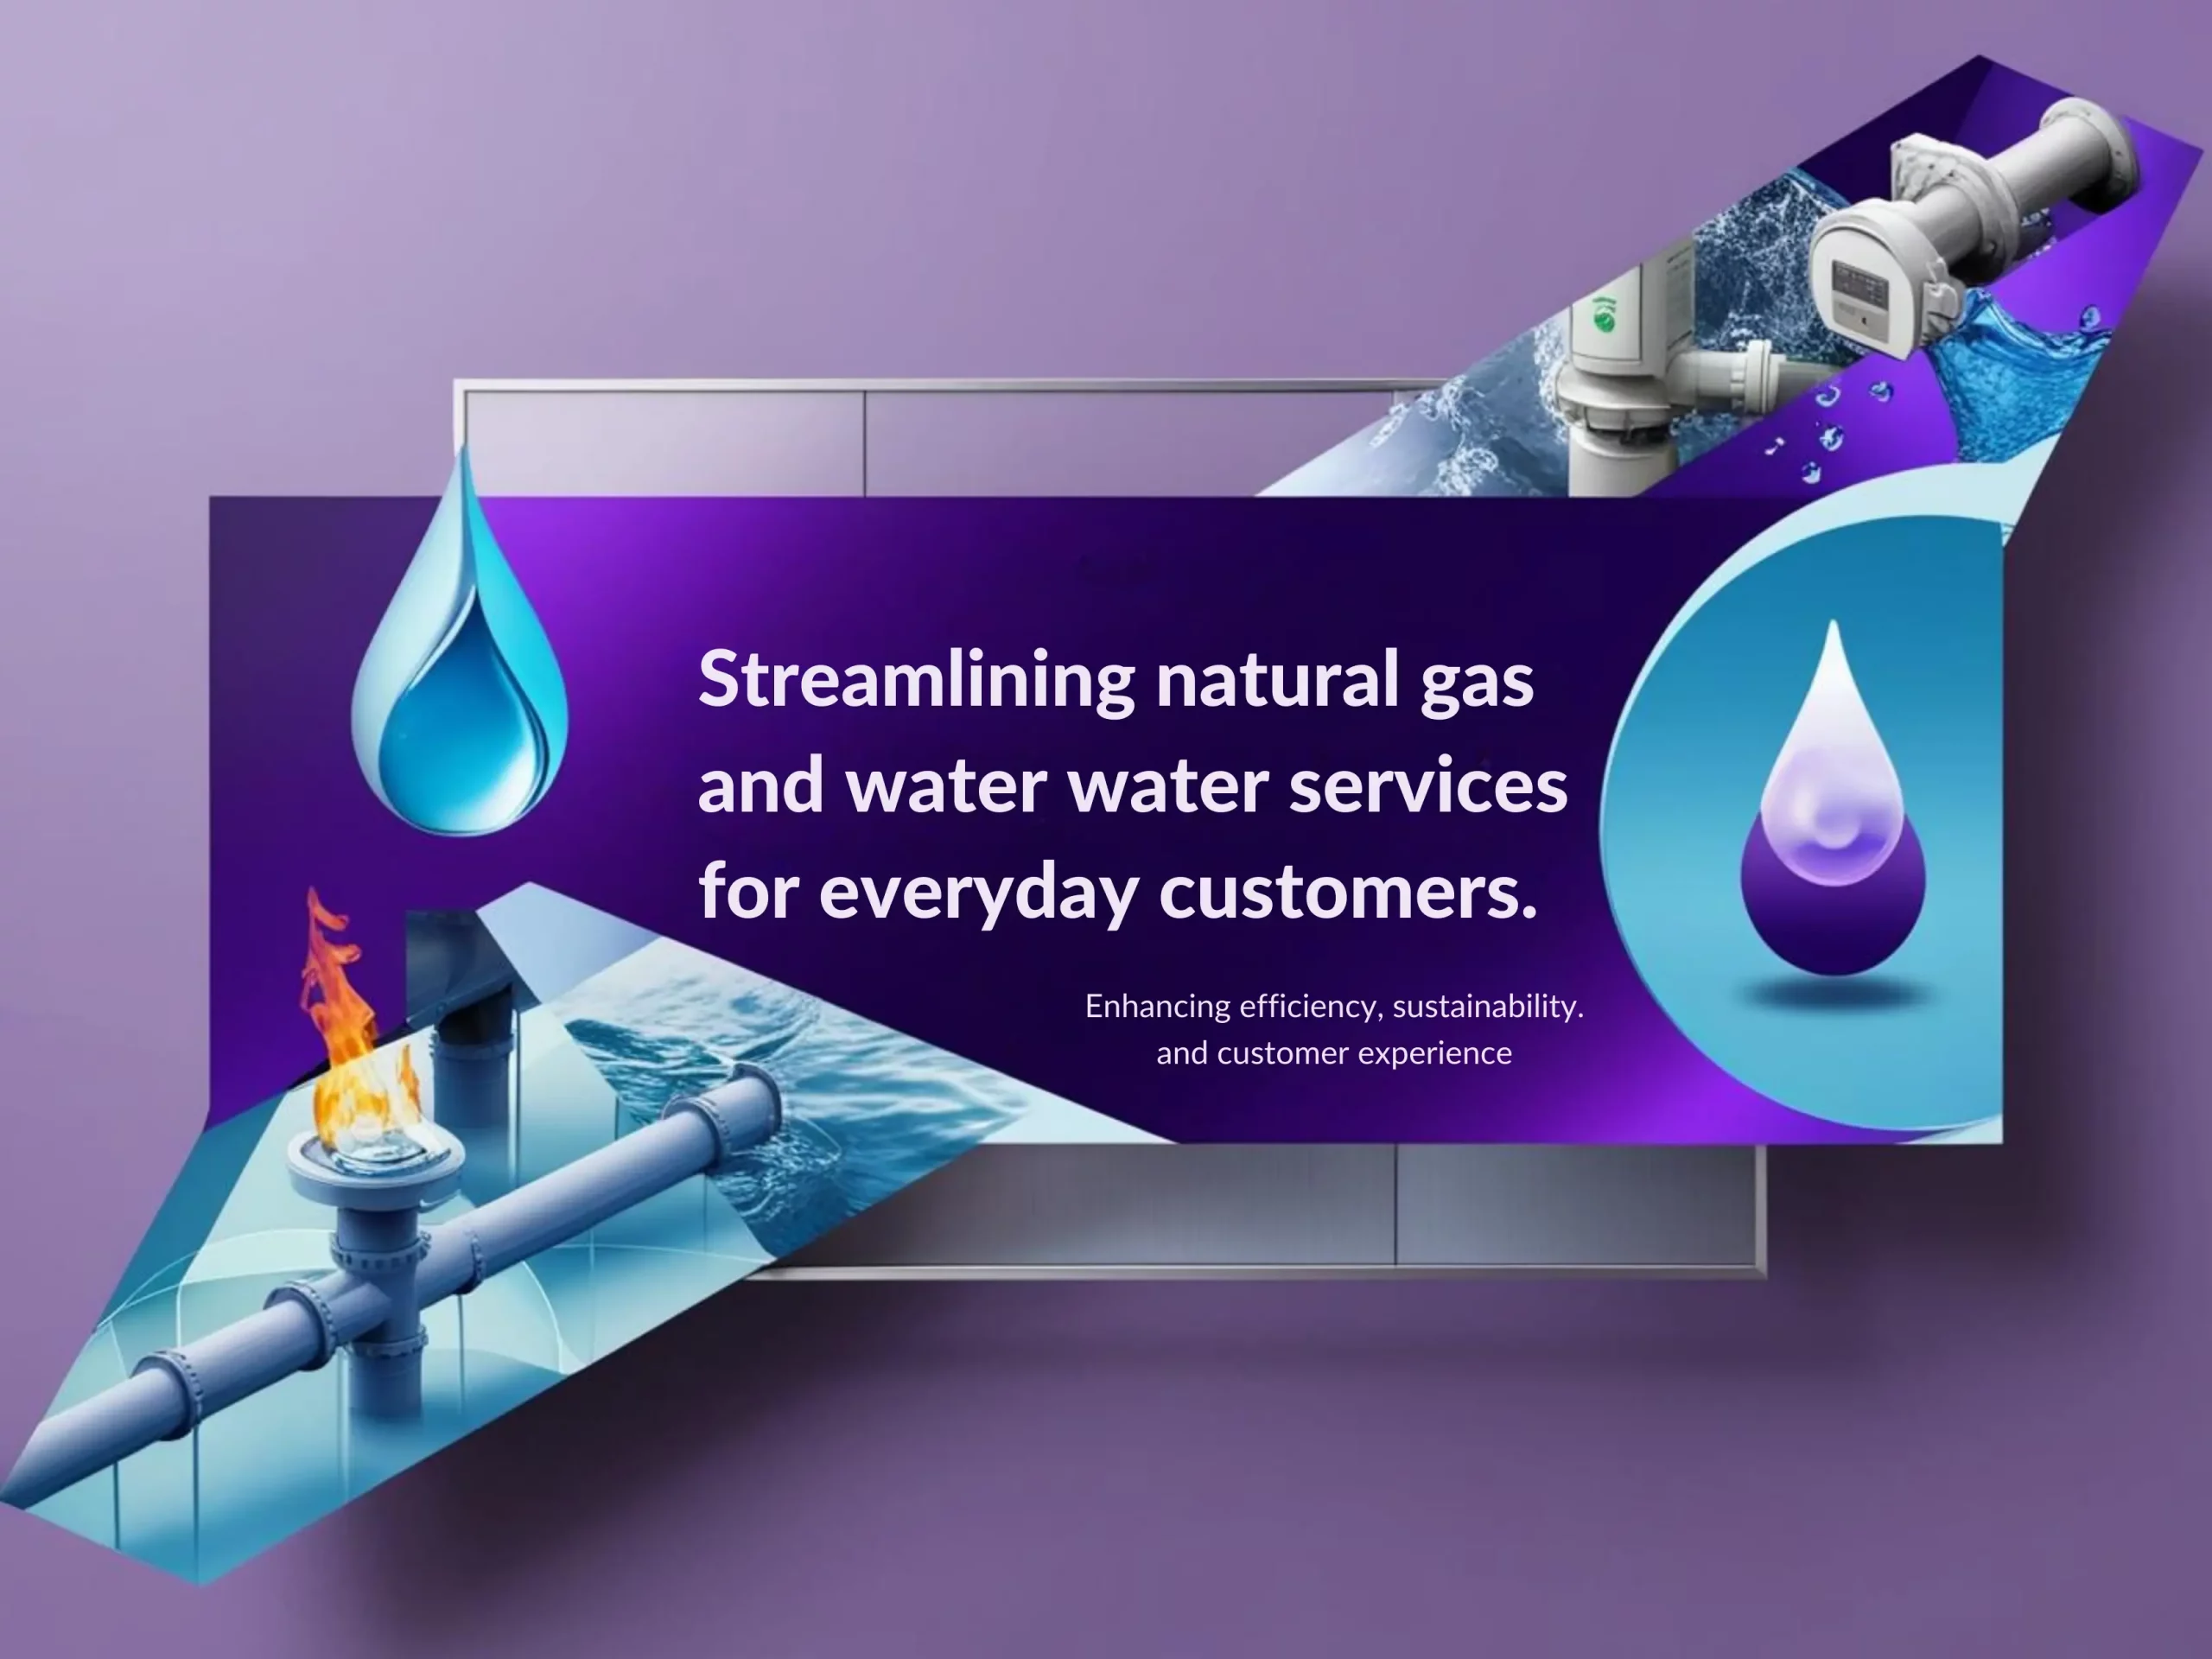 Streamlining natural gas
and water water services
for everyday customers.
Enhancing efficiency, sustainability.
and customer experience